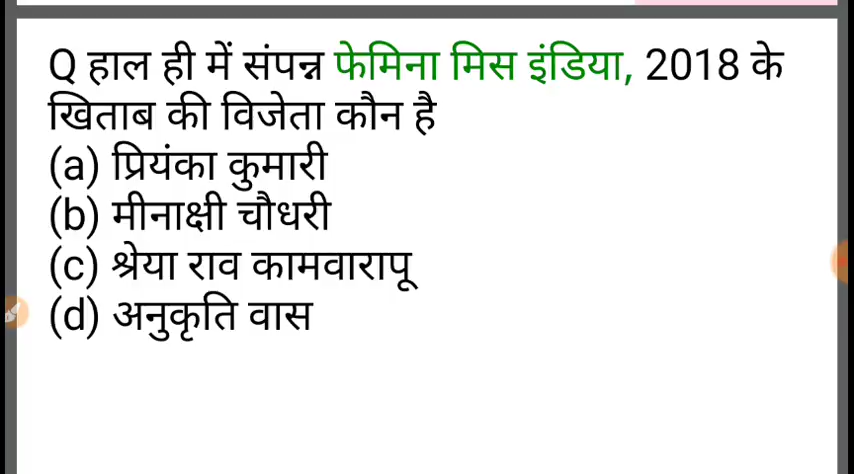 Q हाल ही में संपन्न फेमिना मिस इंडिया, 2018 के
खिताब की विजेता कौन है
(a) प्रियंका कुमारी
(b) मीनाक्षी चौधरी
(c) श्रेया राव कामवारापू
(d) अनुकृति वास